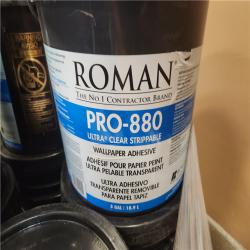 ROMAN
THE NO.1 CONTRACTOR BRAND
PRO-880
ULTRA® CLEAR STRIPPABLE
WALLPAPER ADHESIVE
ADHÉSIF POUR PAPIER PEINT
ULTRA PELABLE TRANSPARENT
ULTRA ADHESIVO
TRANSPARENTE REMOVIBLE
PARA PAPEL TAPIZ
5 GAL / 18.9 L